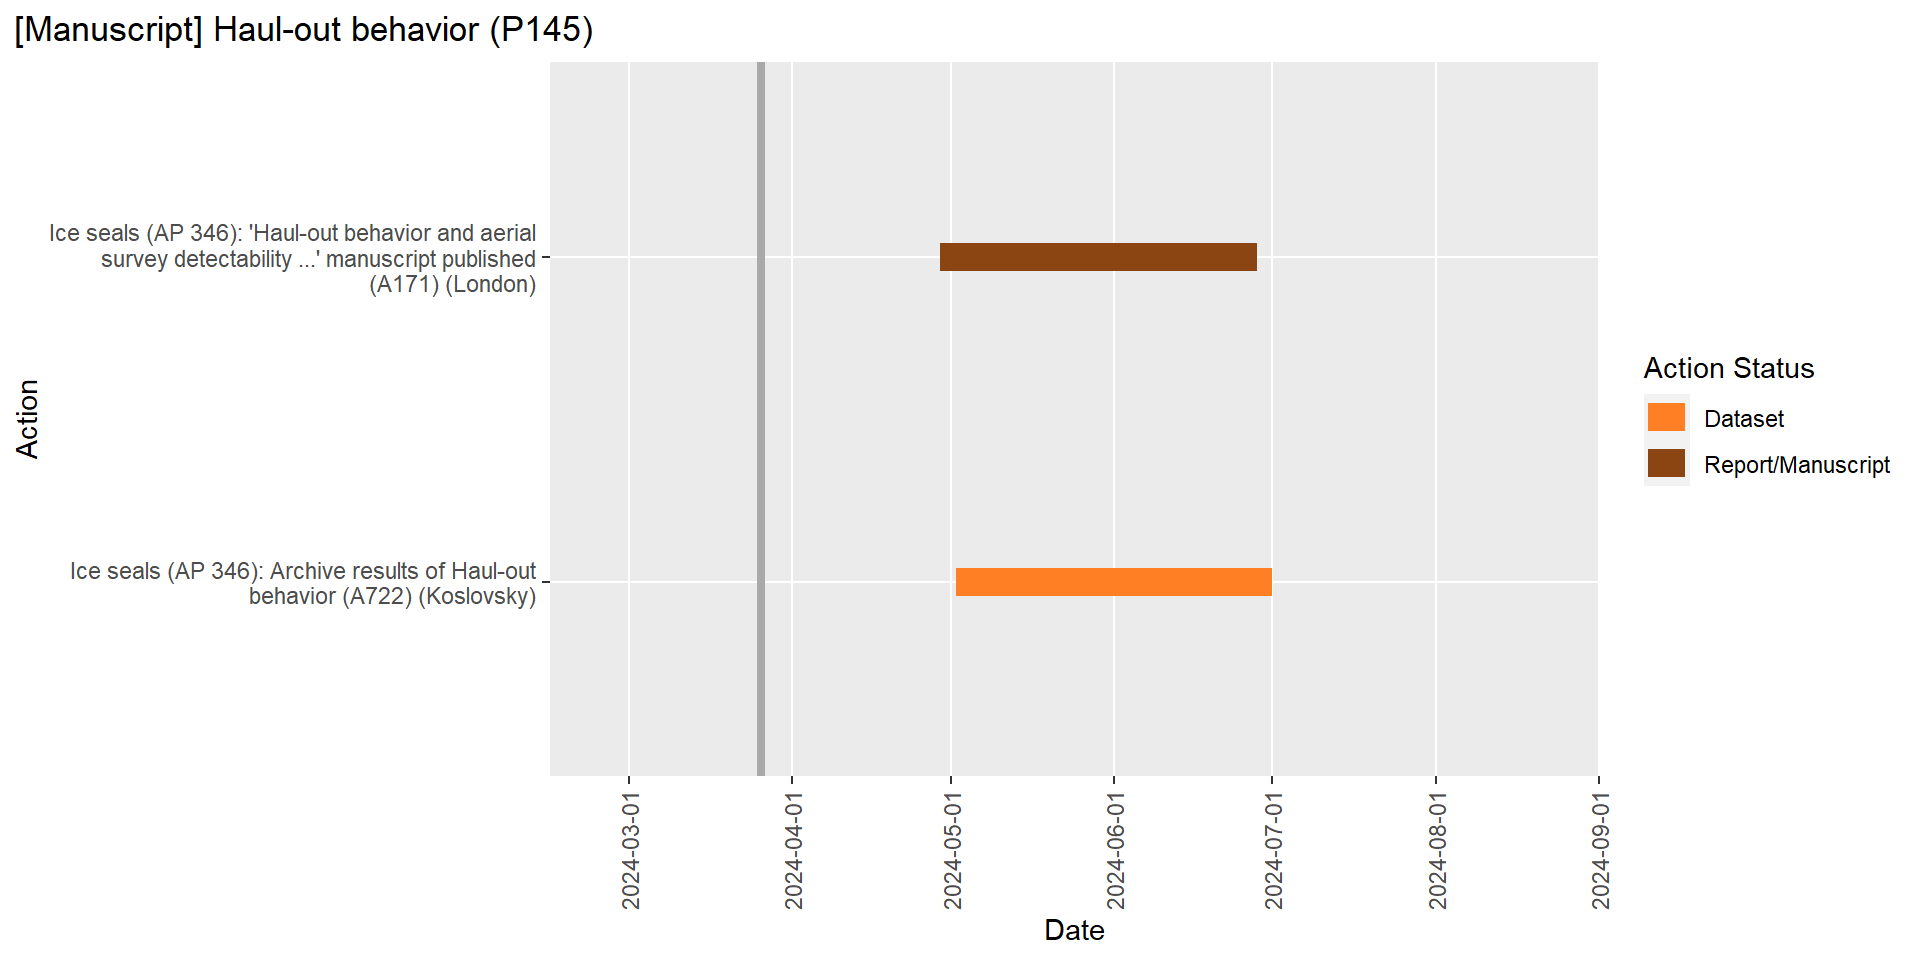 [Manuscript] Haul-out behavior (P145)
Action
Ice seals (AP 346): 'Haul-out behavior and aerial
survey detectability ...' manuscript published
(A171) (London)
Ice seals (AP 346): Archive results of Haul-out
behavior (A722) (Koslovsky)
2024-03-01
2024-04-01
2024-05-01
2024-06-01
2024-07-01
2024-08-01
2024-09-01
Date
Action Status
Dataset
Report/Manuscript